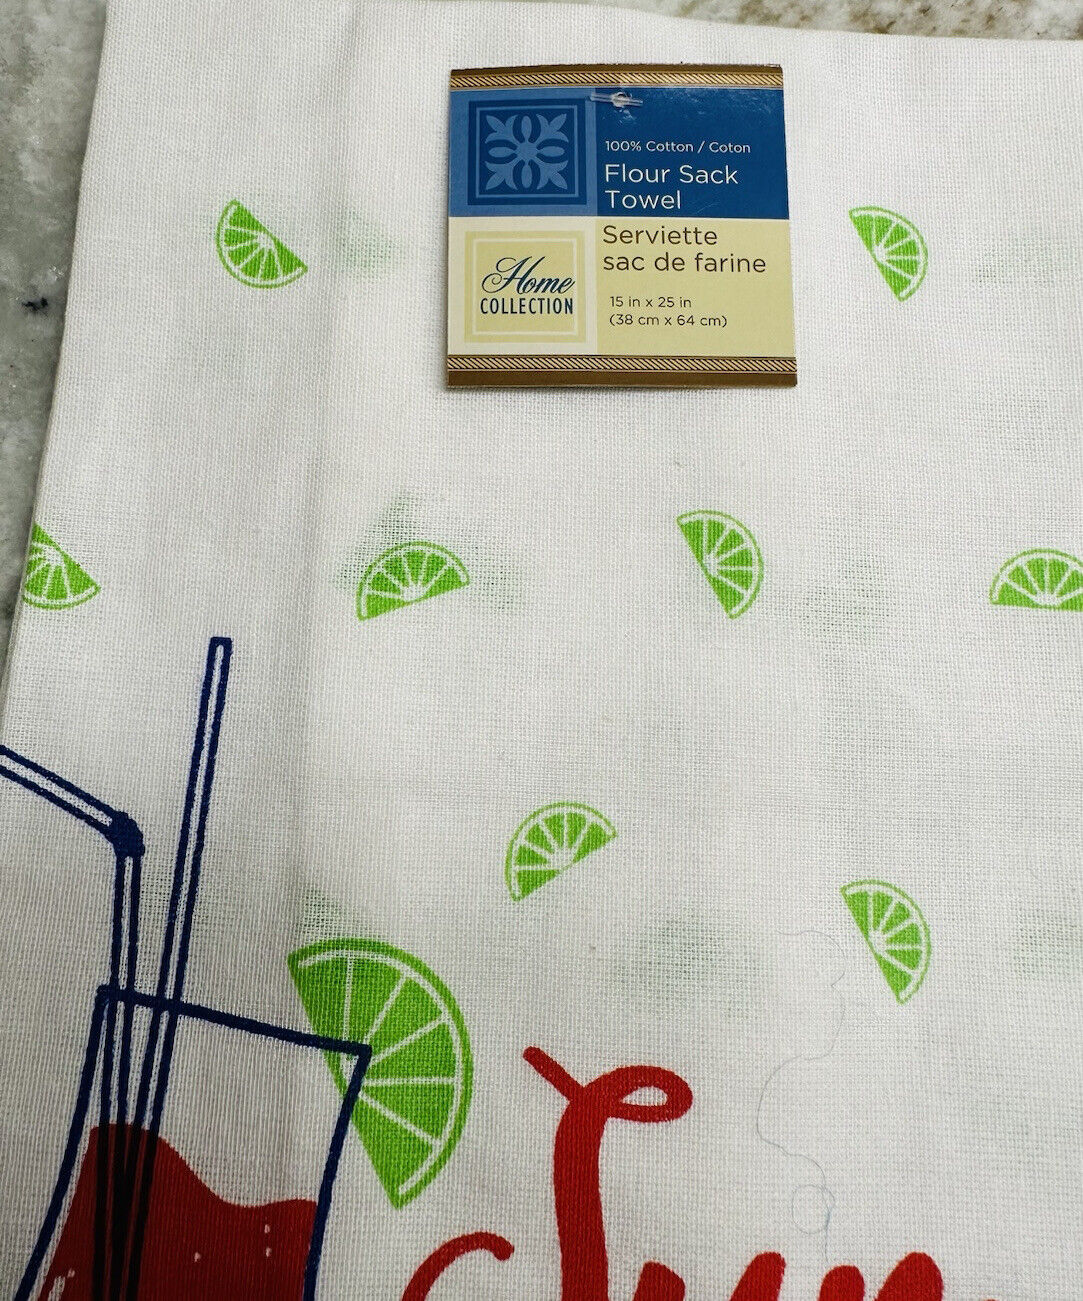 100% Cotton / Coton
Flour Sack
Towel
Serviette
sac de farine
Home
COLLECTION
15 in x 25 in
(38 cm x 64 cm)